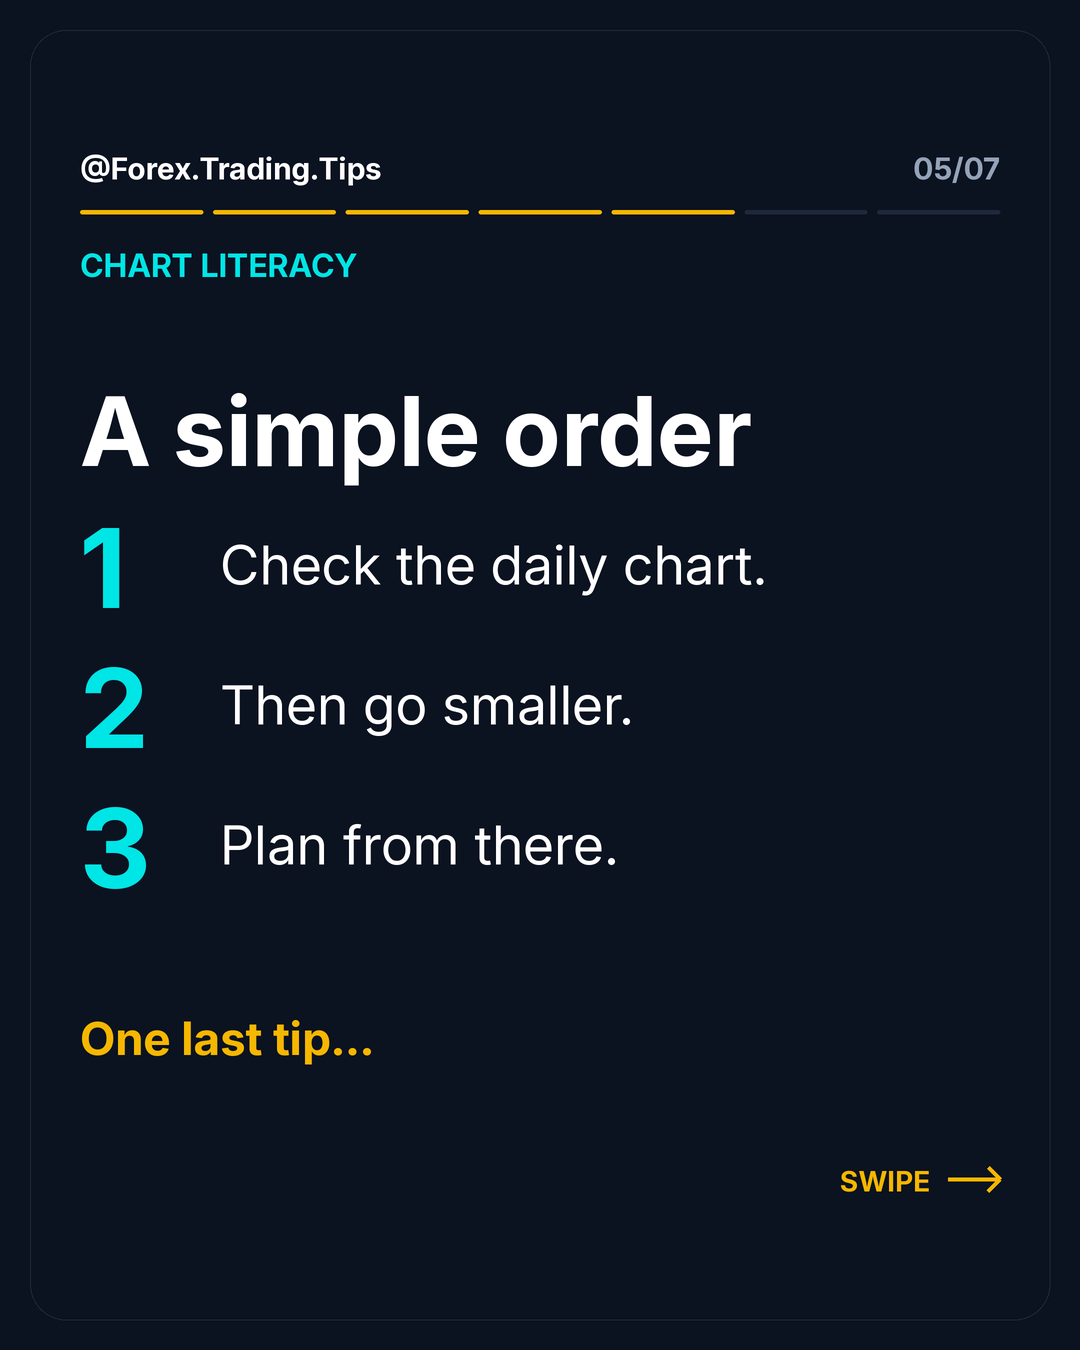 @Forex.Trading.Tips
05/07
CHART LITERACY
A simple order
1 Check the daily chart.
2 Then go smaller.
3 Plan from there.
One last tip...
SWIPE